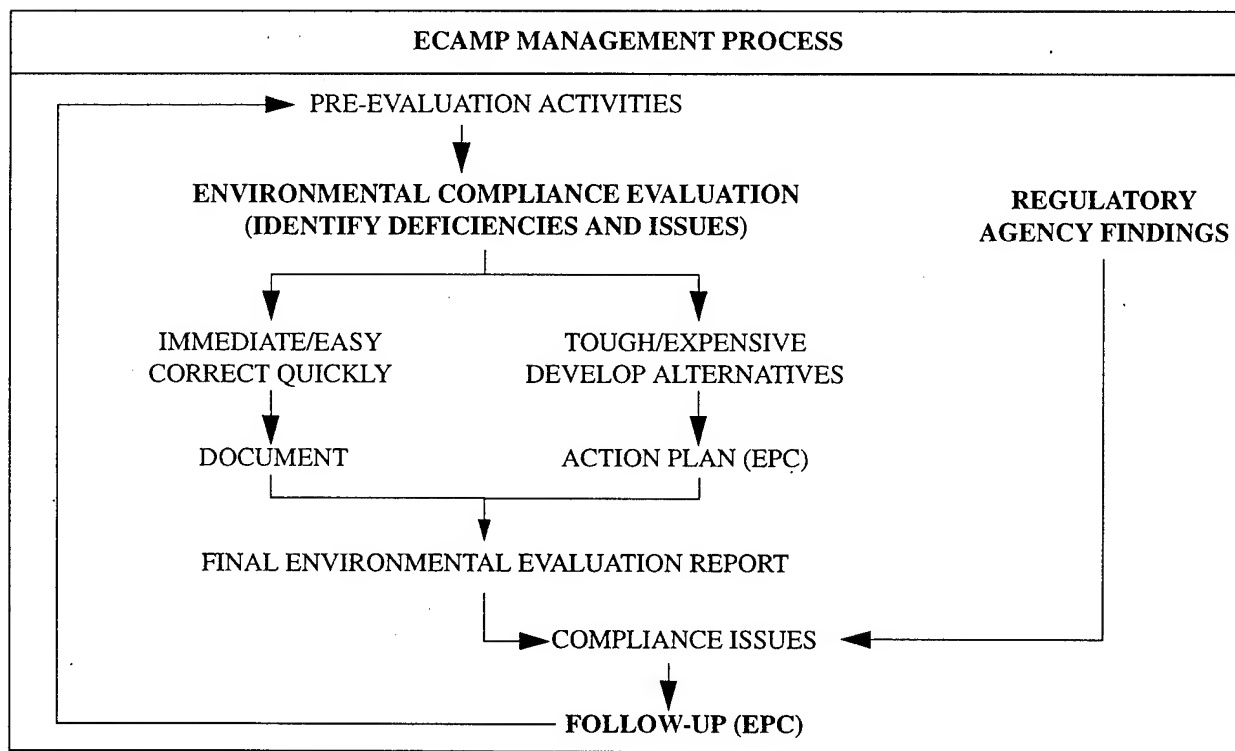 ECAMP MANAGEMENT PROCESS
PRE-EVALUATION ACTIVITIES
ENVIRONMENTAL COMPLIANCE EVALUATION
(IDENTIFY DEFICIENCIES AND ISSUES)
REGULATORY
AGENCY FINDINGS
IMMEDIATE/EASY
CORRECT QUICKLY
TOUGH/EXPENSIVE
DEVELOP ALTERNATIVES
DOCUMENT
ACTION PLAN (EPC)
FINAL ENVIRONMENTAL EVALUATION REPORT
COMPLIANCE ISSUES
FOLLOW-UP (EPC)